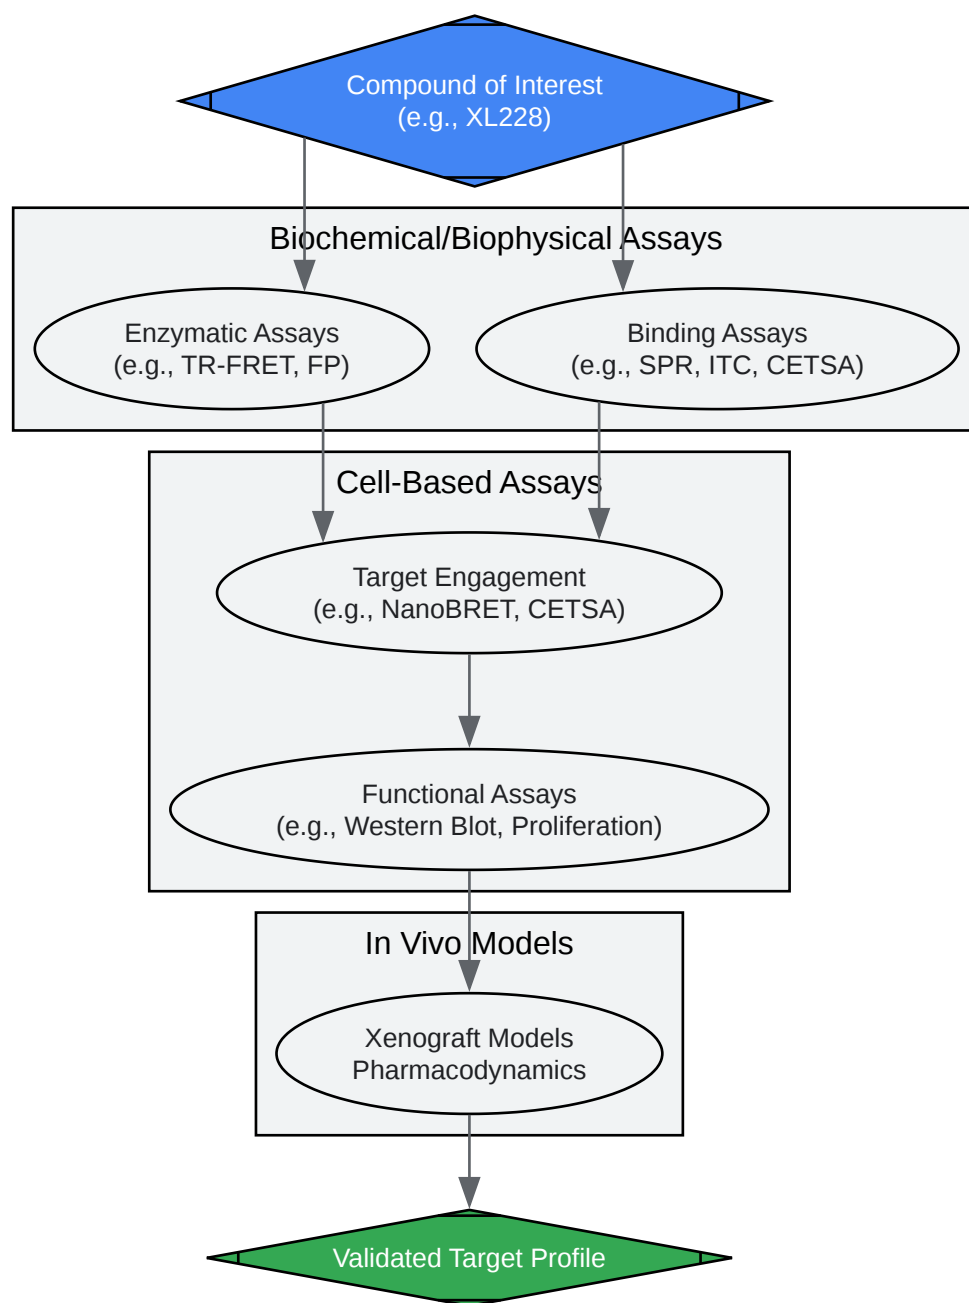 Compound of Interest
(e.g., XL228)
Biochemical/Biophysical Assays
Enzymatic Assays
(e.g., TR-FRET, FP)
Binding Assays
(e.g., SPR, ITC, CETSA)
Cell-Based Assays
Target Engagement
(e.g., NanoBRET, CETSA)
Functional Assays
(e.g., Western Blot, Proliferation)
In Vivo Models
Xenograft Models
Pharmacodynamics
Validated Target Profile